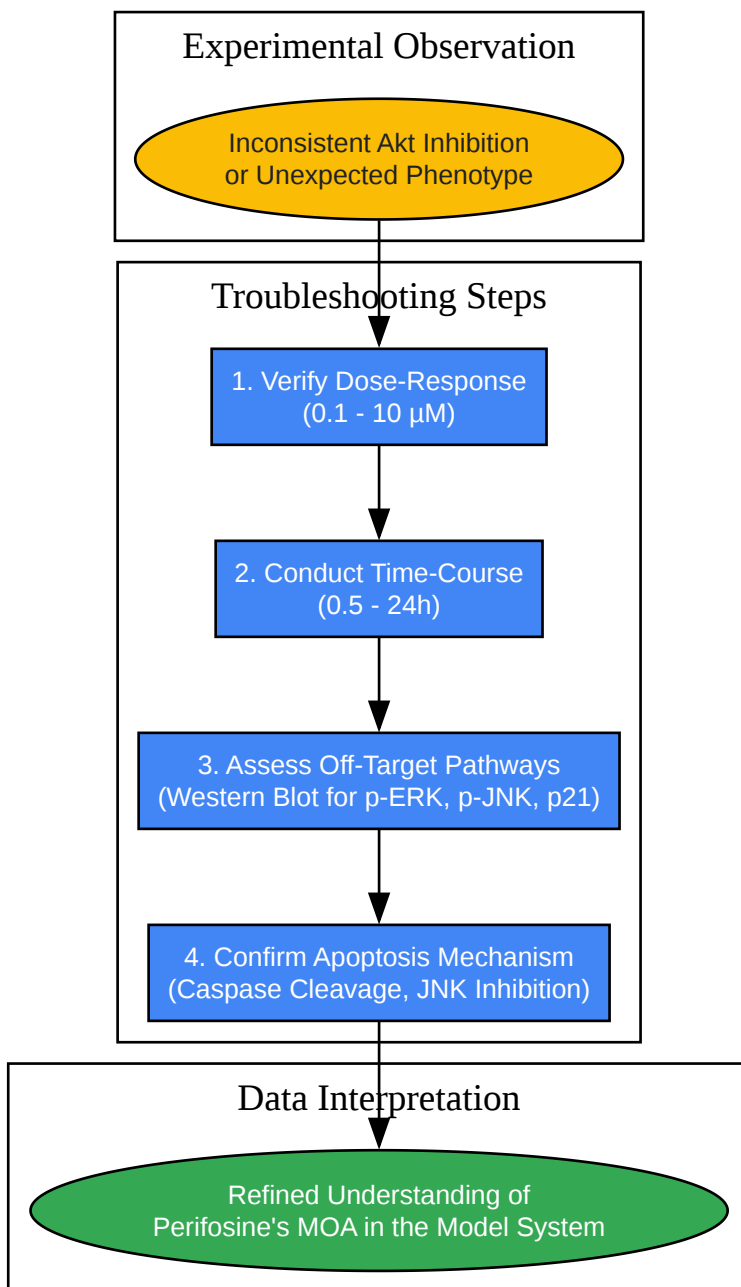 Experimental Observation
Inconsistent Akt Inhibition
or Unexpected Phenotype
Troubleshooting Steps
1. Verify Dose-Response
(0.1 - 10 µM)
2. Conduct Time-Course
(0.5 - 24h)
3. Assess Off-Target Pathways
(Western Blot for p-ERK, p-JNK, p21)
4. Confirm Apoptosis Mechanism
(Caspase Cleavage, JNK Inhibition)
Data Interpretation
Refined Understanding of
Perifosine's MOA in the Model System